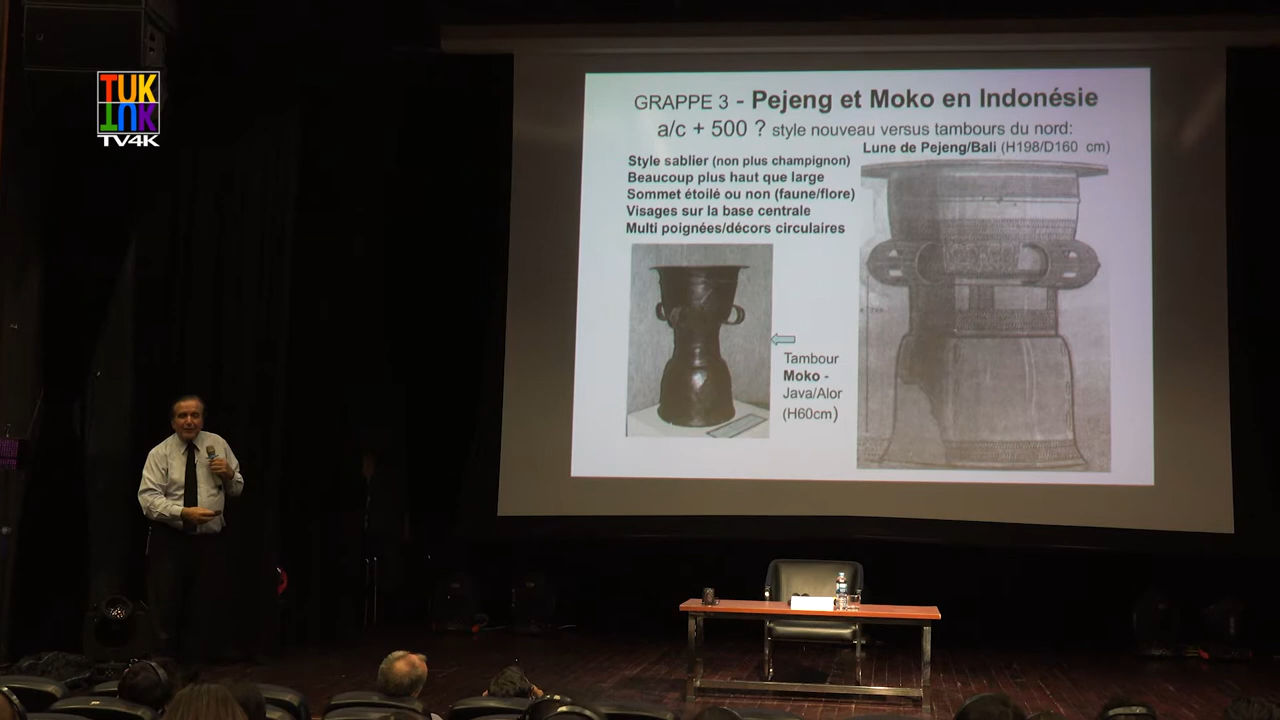 TUK
TUK
TV4K
GRAPPE 3 - Pejeng et Moko en Indonésie
a/c + 500 ? style nouveau versus tambours du nord:
Lune de Pejeng/Bali (H198/D160 cm)
Style sablier (non plus champignon)
Beaucoup plus haut que large
Sommet étoilé ou non (faune/flore)
Visages sur la base centrale
Multi poignées/décors circulaires
Tambour
Moko -
Java/Alor
(H60cm)